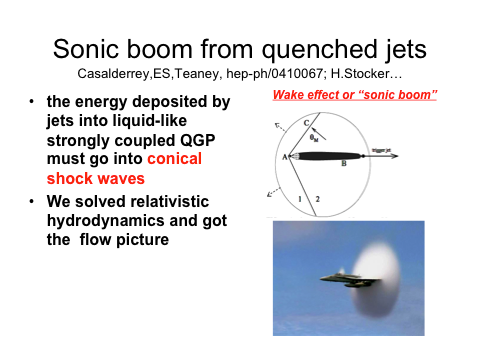 Sonic boom from quenched jets
Casalderrey,ES,Teaney, hep-ph/0410067; H.Stocker…
• the energy deposited by
jets into liquid-like
strongly coupled QGP
must go into conical
shock waves
• We solved relativistic
hydrodynamics and got
the flow picture
Wake effect or “sonic boom”
C
θM
A
B
trigger jet
1 2